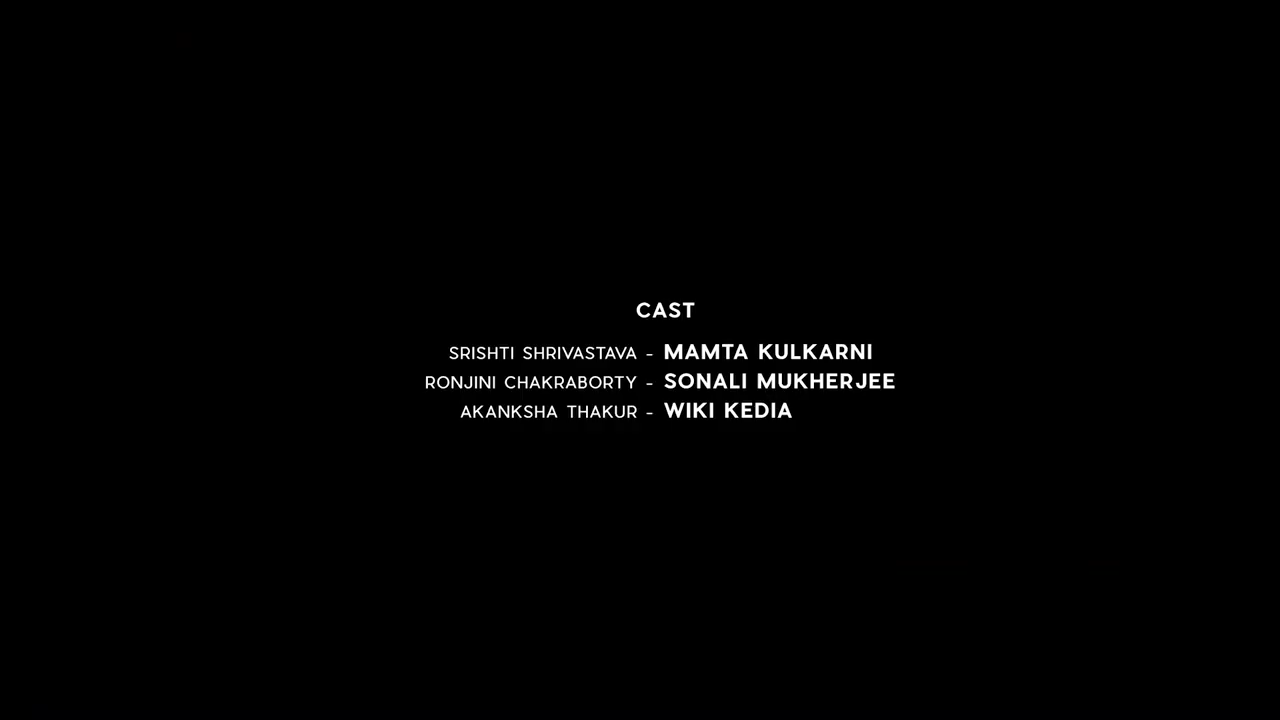 CAST
SRISHTI SHRIVASTAVA - MAMTA KULKARNI
RONJINI CHAKRABORTY - SONALI MUKHERJEE
AKANKSHA THAKUR - WIKI KEDIA